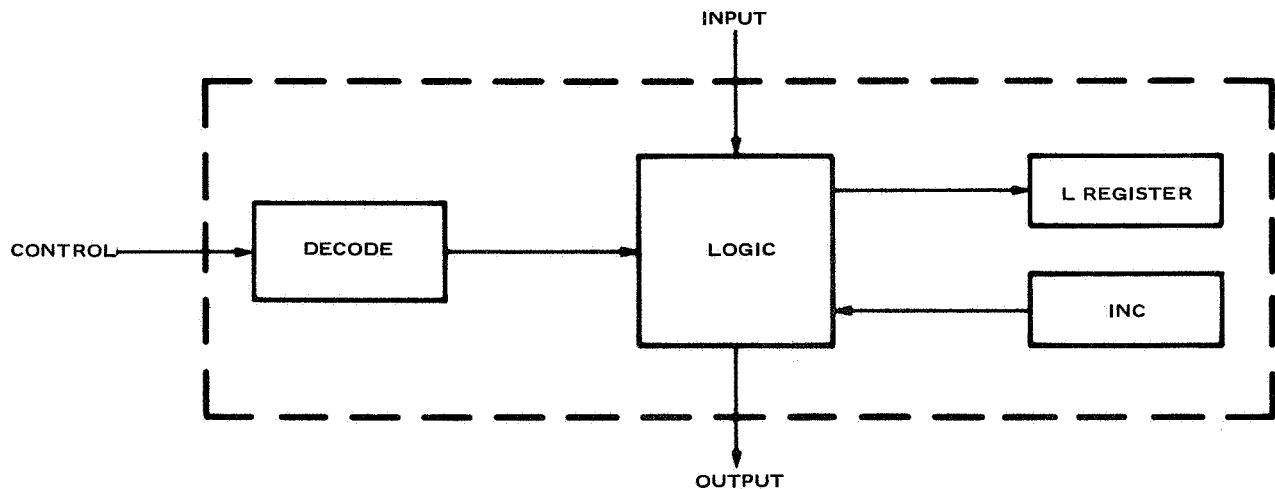 INPUT
L REGISTER
CONTROL
DECODE
LOGIC
INC
OUTPUT